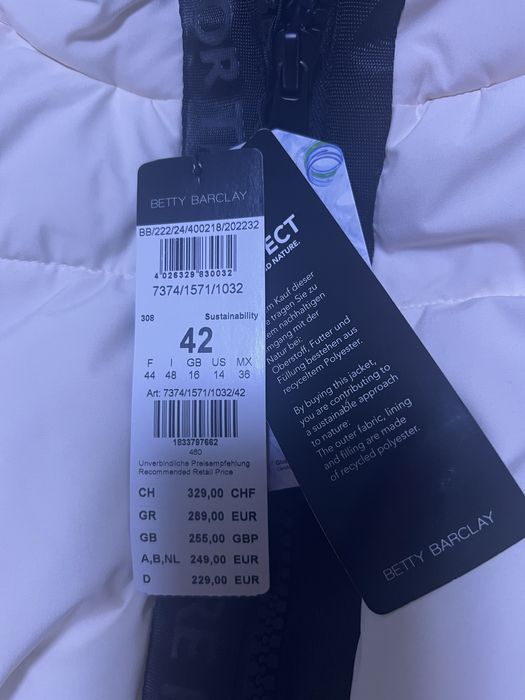 ORT
BETTY BARCLAY
BB/222/24/400218/202232
4 026329 830032
7374/1571/1032
308 Sustainability
42
F I GB US MX
44 48 16 14 36
Art: 7374/1571/1032/42
1833797662
460
Unverbindliche Preisempfehlung
Recommended Retail Price
CH 329,00 CHF
GR 289,00 EUR
GB 255,00 GBP
A,B,NL 249,00 EUR
D 229,00 EUR
ECT
D NATURE.
m Kauf dieser
e tragen Sie zu
em nachhaltigen
mgang mit der
Natur bei:
Oberstoff, Futter und
Füllung bestehen aus
recyceltem Polyester.
By buying this jacket,
you are contributing to
a sustainable approach
to nature:
The outer fabric, lining
and filling are made
of recycled polyester.
BETTY BARCLAY
RE